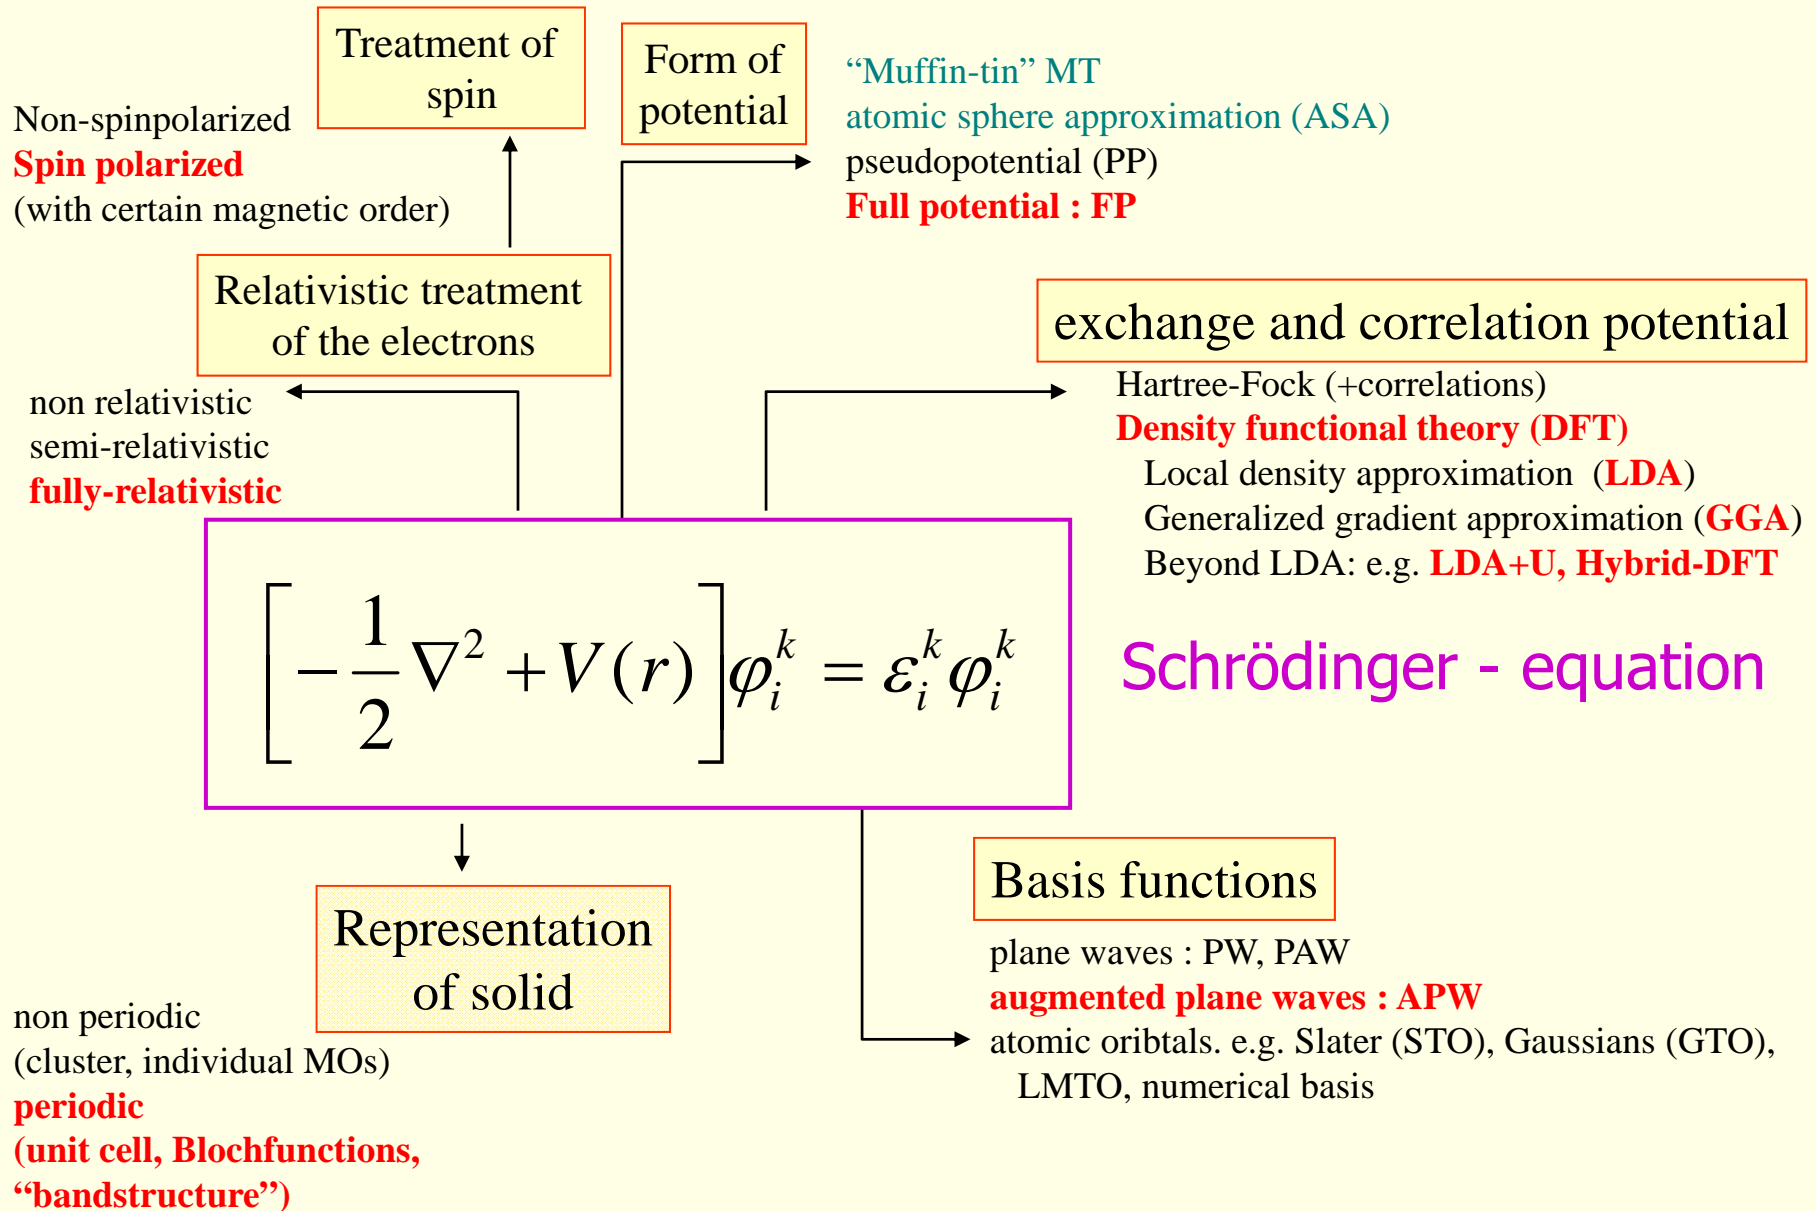 Treatment of
spin
Form of
potential
“Muffin-tin” MT
atomic sphere approximation (ASA)
pseudopotential (PP)
Full potential : FP
Non-spinpolarized
Spin polarized
(with certain magnetic order)
Relativistic treatment
of the electrons
non relativistic
semi-relativistic
fully-relativistic
exchange and correlation potential
Hartree-Fock (+correlations)
Density functional theory (DFT)
Local density approximation (LDA)
Generalized gradient approximation (GGA)
Beyond LDA: e.g. LDA+U, Hybrid-DFT
[ - 1/2 ∇² + V(r) ] φ_i^k = ε_i^k φ_i^k
Schrödinger - equation
Representation
of solid
non periodic
(cluster, individual MOs)
periodic
(unit cell, Blochfunctions,
“bandstructure”)
Basis functions
plane waves : PW, PAW
augmented plane waves : APW
atomic oribtals. e.g. Slater (STO), Gaussians (GTO),
LMTO, numerical basis